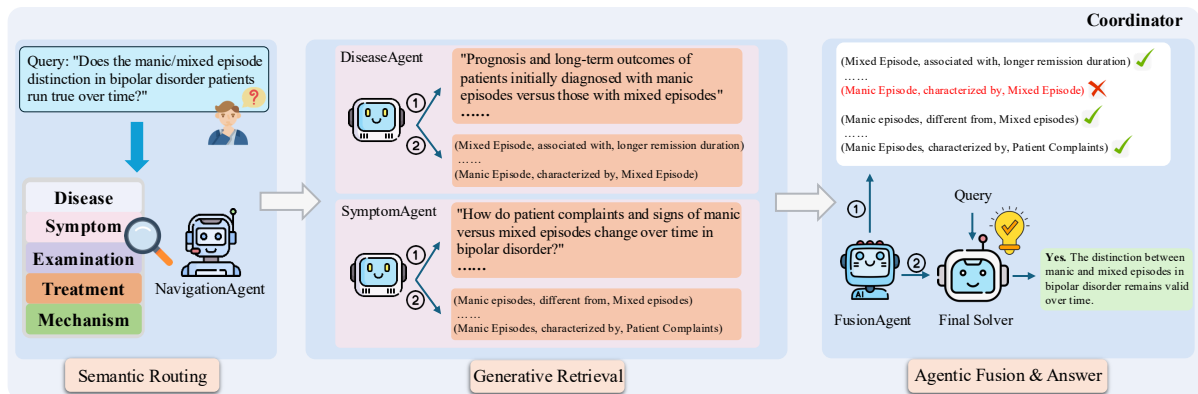 Coordinator
Query: "Does the manic/mixed episode
distinction in bipolar disorder patients
run true over time?"
?
Disease
Symptom
Examination
Treatment
Mechanism
NavigationAgent
Semantic Routing
DiseaseAgent
1
2
"Prognosis and long-term outcomes of
patients initially diagnosed with manic
episodes versus those with mixed episodes"
......
(Mixed Episode, associated with, longer remission duration)
......
(Manic Episode, characterized by, Mixed Episode)
SymptomAgent
1
2
"How do patient complaints and signs of manic
versus mixed episodes change over time in
bipolar disorder?"
......
(Manic episodes, different from, Mixed episodes)
......
(Manic Episodes, characterized by, Patient Complaints)
Generative Retrieval
(Mixed Episode, associated with, longer remission duration)
......
(Manic Episode, characterized by, Mixed Episode)
(Manic episodes, different from, Mixed episodes)
......
(Manic Episodes, characterized by, Patient Complaints)
1
Query
2
AI
FusionAgent
Final Solver
Yes. The distinction between
manic and mixed episodes in
bipolar disorder remains valid
over time.
Agentic Fusion & Answer